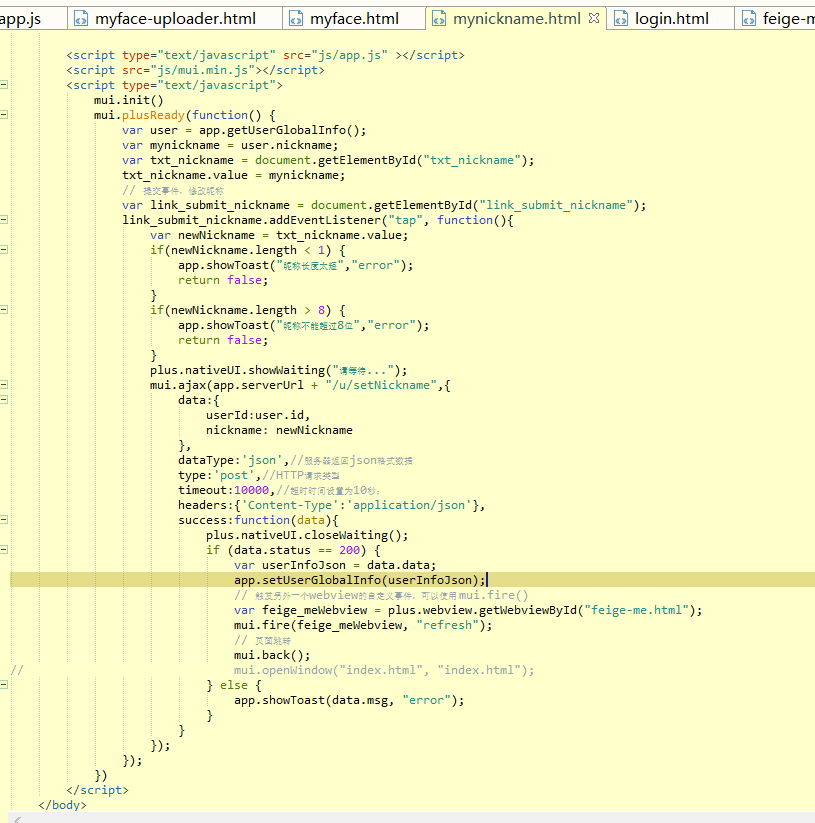 app.js myface-uploader.html myface.html mynickname.html login.html feige-m
<script type="text/javascript" src="js/app.js" ></script>
<script src="js/mui.min.js"></script>
<script type="text/javascript">
mui.init()
mui.plusReady(function() {
var user = app.getUserGlobalInfo();
var mynickname = user.nickname;
var txt_nickname = document.getElementById("txt_nickname");
txt_nickname.value = mynickname;
// 提交事件，修改昵称
var link_submit_nickname = document.getElementById("link_submit_nickname");
link_submit_nickname.addEventListener("tap", function(){
var newNickname = txt_nickname.value;
if(newNickname.length < 1) {
app.showToast("昵称长度太短","error");
return false;
}
if(newNickname.length > 8) {
app.showToast("昵称不能超过8位","error");
return false;
}
plus.nativeUI.showWaiting("请等待...");
mui.ajax(app.serverUrl + "/u/setNickname",{
data:{
userId:user.id,
nickname: newNickname
},
dataType:'json',//服务器返回json格式数据
type:'post',//HTTP请求类型
timeout:10000,//超时时间设置为10秒；
headers:{'Content-Type':'application/json'},
success:function(data){
plus.nativeUI.closeWaiting();
if (data.status == 200) {
var userInfoJson = data.data;
app.setUserGlobalInfo(userInfoJson);
// 触发另外一个webview的自定义事件，可以使用 mui.fire()
var feige_meWebview = plus.webview.getWebviewById("feige-me.html");
mui.fire(feige_meWebview, "refresh");
// 页面跳转
mui.back();
// mui.openWindow("index.html", "index.html");
} else {
app.showToast(data.msg, "error");
}
}
});
});
})
</script>
</body>